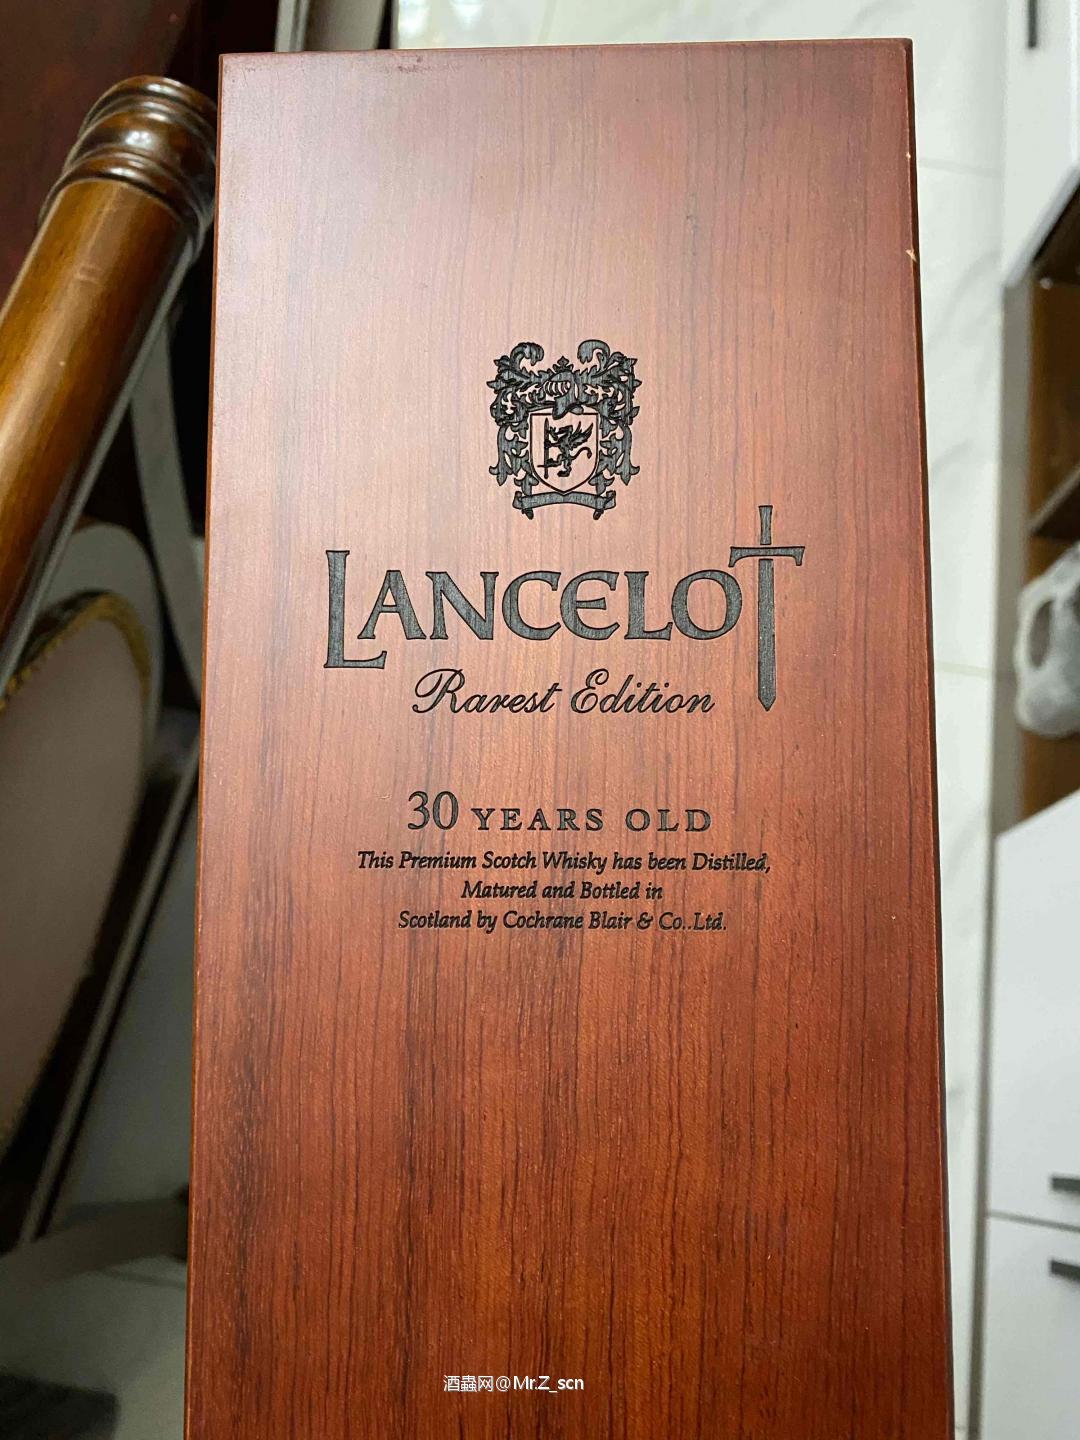 LANCELOT
Rarest Edition
30 YEARS OLD
This Premium Scotch Whisky has been Distilled,
Matured and Bottled in
Scotland by Cochrane Blair & Co..Ltd.
酒蟲网@Mr.Z_scn